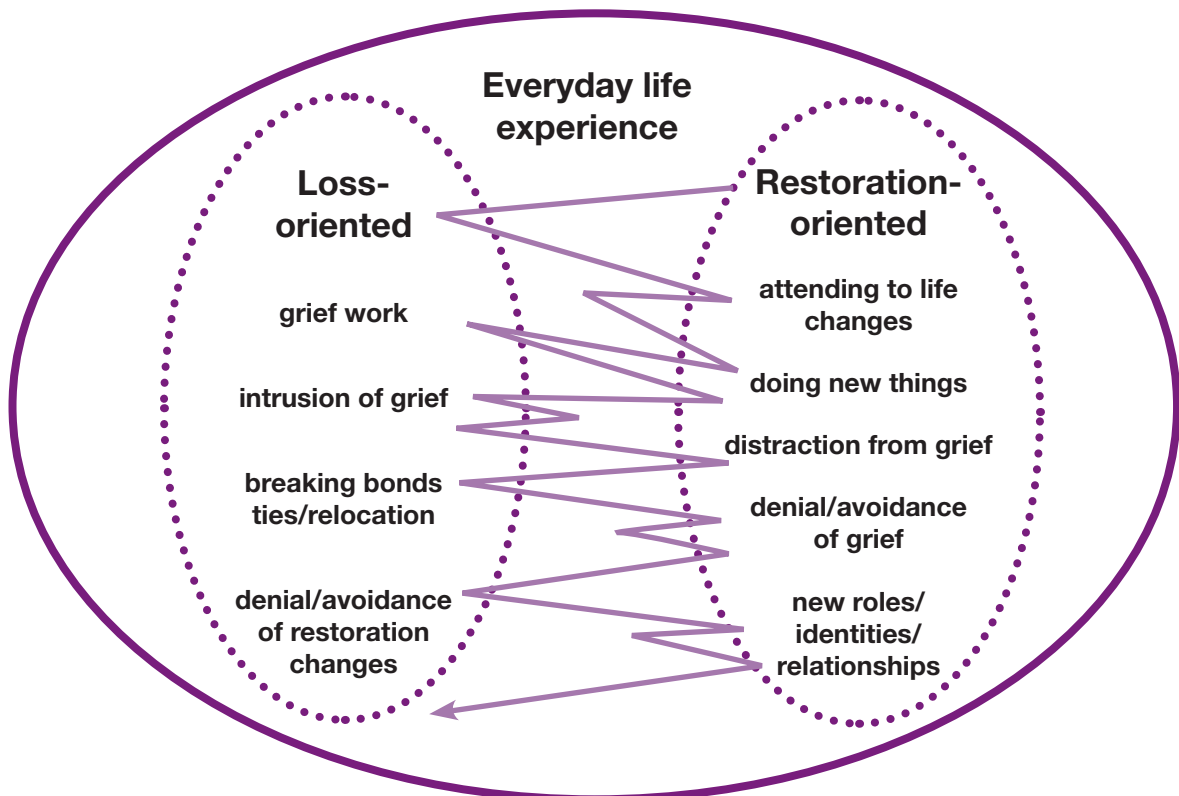 Everyday life
experience
Loss-
oriented
grief work
intrusion of grief
breaking bonds
ties/relocation
denial/avoidance
of restoration
changes
Restoration-
oriented
attending to life
changes
doing new things
distraction from grief
denial/avoidance
of grief
new roles/
identities/
relationships